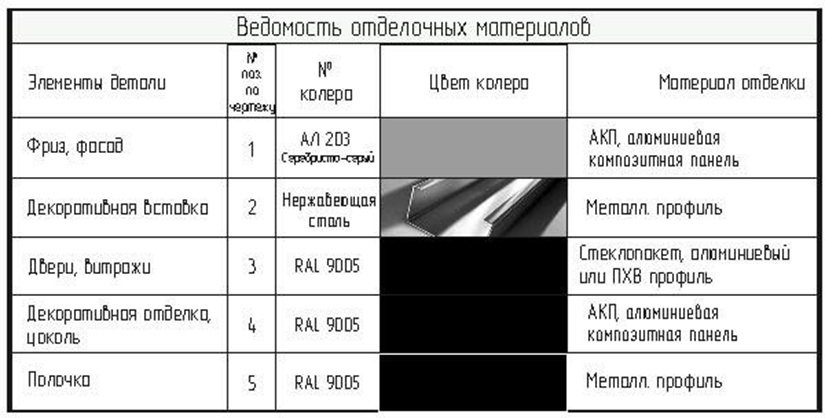 Ведомость отделочных материалов
Элементы детали
№
поз.
по
чертежу
№
колера
Цвет колера
Материал отделки
Фриз, фасад
1
АЛ 203
Серебристо-серый
АКП, алюминиевая
композитная панель
Декоративная вставка
2
Нержавеющая
сталь
Металл. профиль
Двери, витражи
3
RAL 9005
Стеклопакет, алюминиевый
или ПХВ профиль
Декоративная отделка,
цоколь
4
RAL 9005
АКП, алюминиевая
композитная панель
Полочка
5
RAL 9005
Металл. профиль